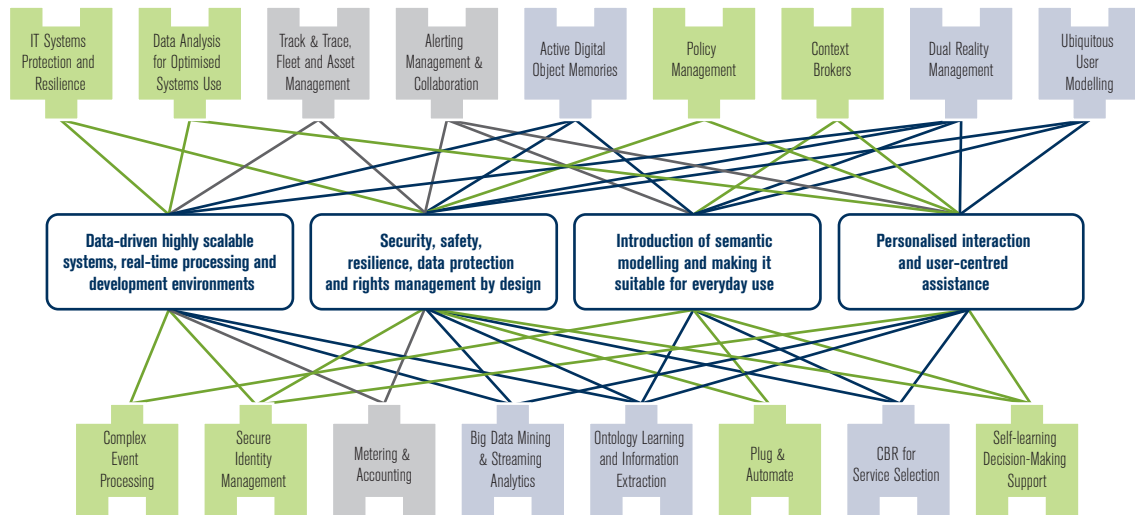 IT Systems
Protection and
Resilience
Data Analysis
for Optimised
Systems Use
Track & Trace,
Fleet and Asset
Management
Alerting
Management &
Collaboration
Active Digital
Object Memories
Policy
Management
Context
Brokers
Dual Reality
Management
Ubiquitous
User
Modelling
Data-driven highly scalable
systems, real-time processing and
development environments
Security, safety,
resilience, data protection
and rights management by design
Introduction of semantic
modelling and making it
suitable for everyday use
Personalised interaction
and user-centred
assistance
Complex
Event
Processing
Secure
Identity
Management
Metering &
Accounting
Big Data Mining
& Streaming
Analytics
Ontology Learning
and Information
Extraction
Plug &
Automate
CBR for
Service Selection
Self-learning
Decision-Making
Support